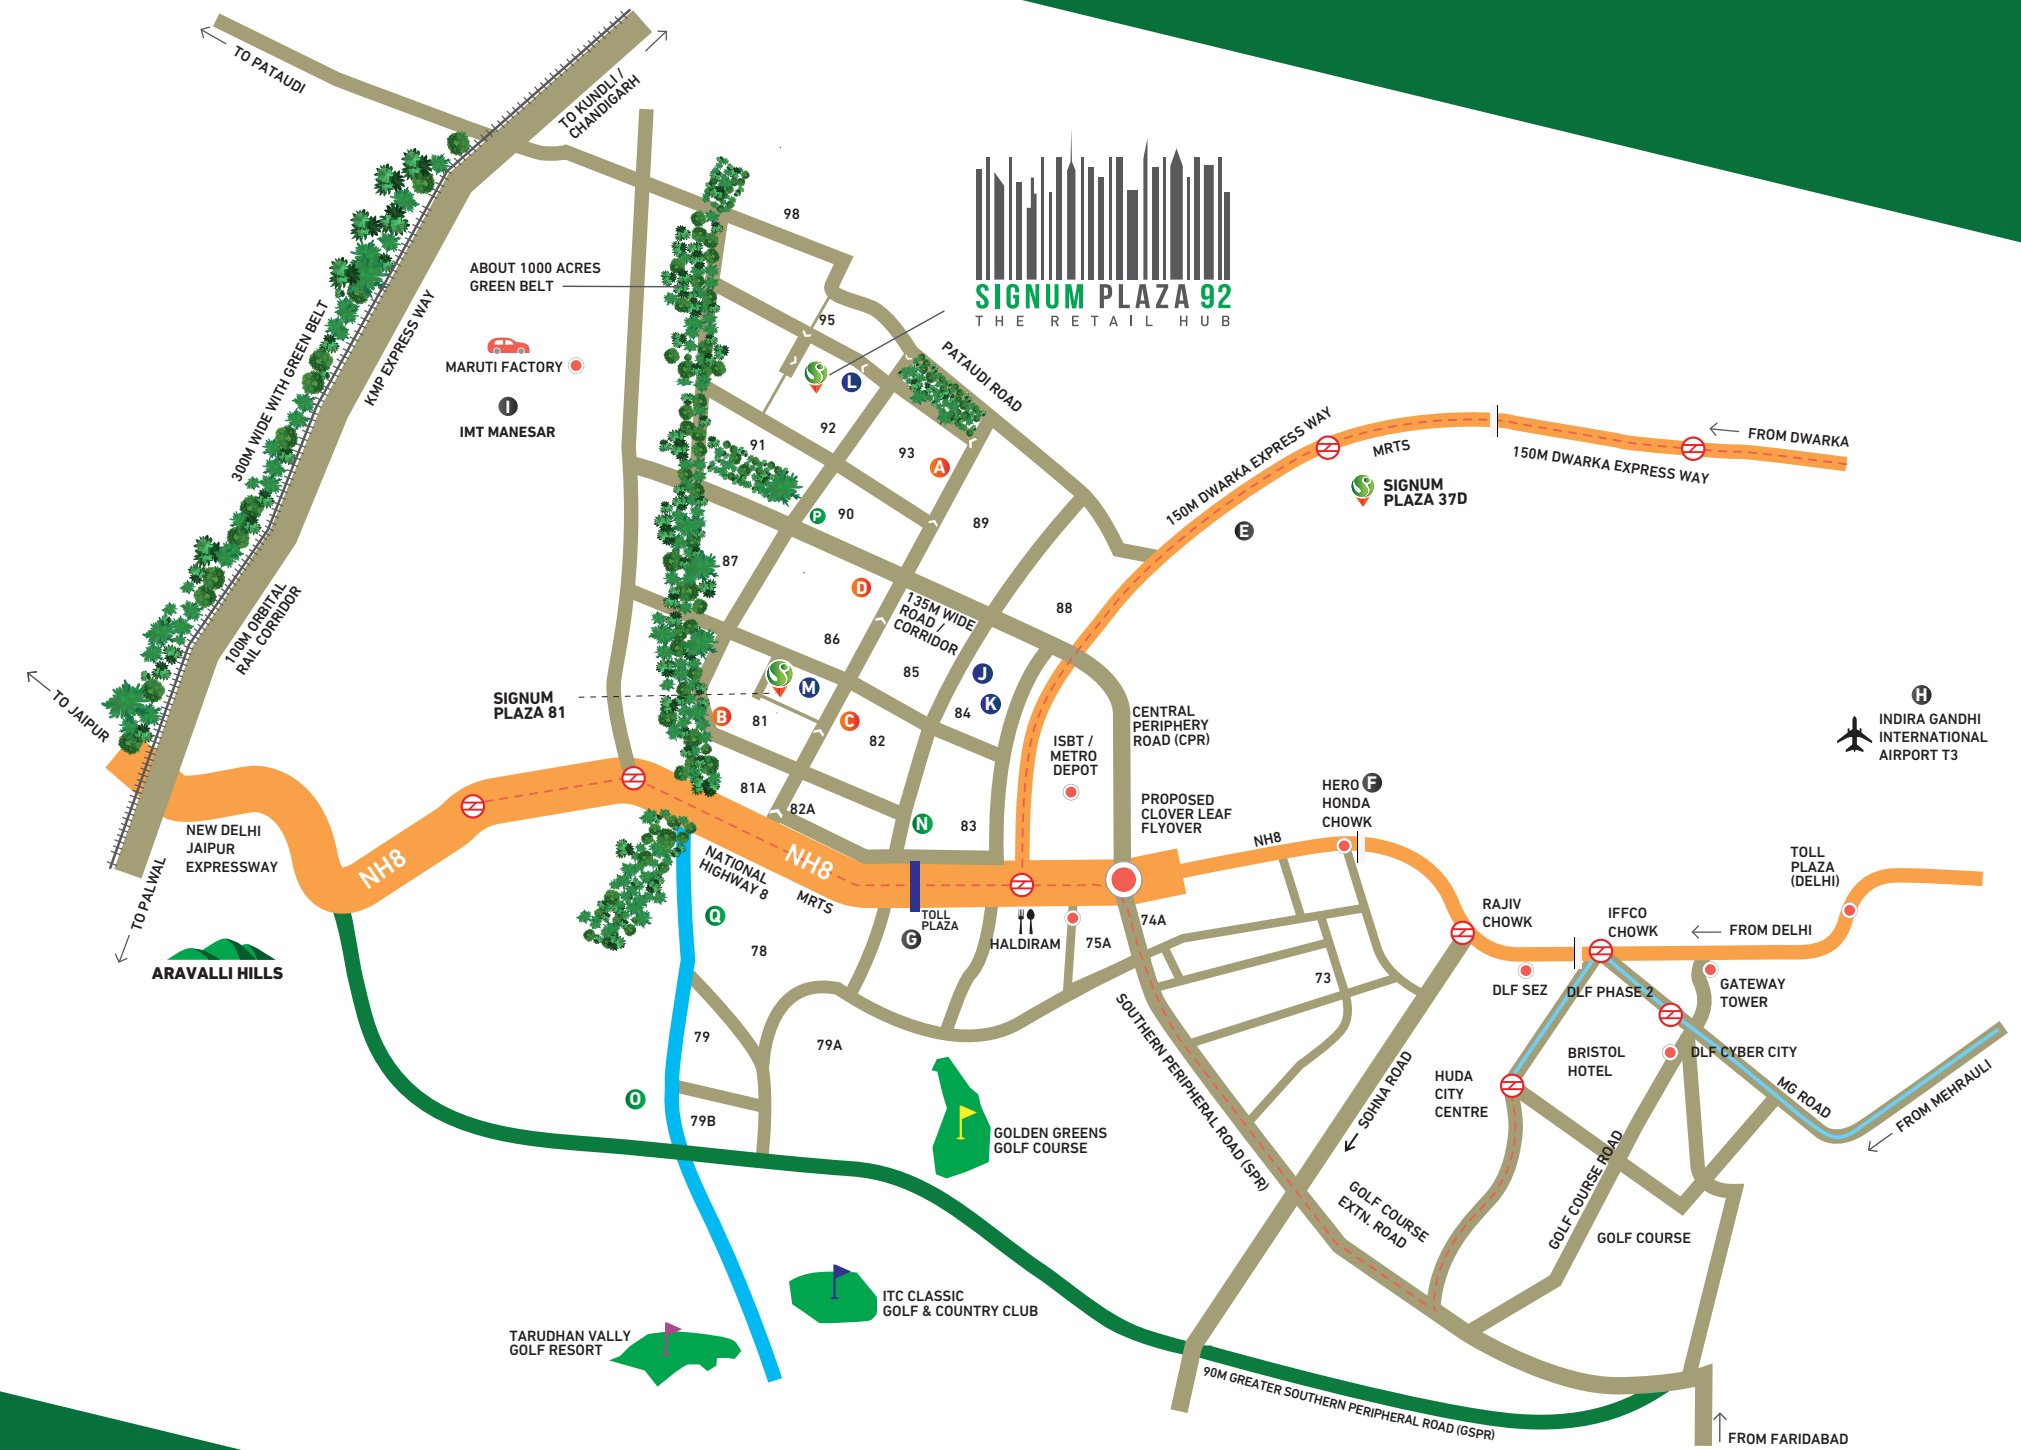 TO PATAUDI
TO KUNDLI /
CHANDIGARH
98
SIGNUM PLAZA 92
THE RETAIL HUB
ABOUT 1000 ACRES
GREEN BELT
95
300M WIDE WITH GREEN BELT
KMP EXPRESS WAY
MARUTI FACTORY
I
IMT MANESAR
L
PATAUDI ROAD
92
91
93
A
150M DWARKA EXPRESS WAY
MRTS
FROM DWARKA
150M DWARKA EXPRESS WAY
SIGNUM
PLAZA 37D
P
90
89
E
87
D
135M WIDE
ROAD /
CORRIDOR
88
86
100M ORBITAL
RAIL CORRIDOR
85
J
K
84
SIGNUM
PLAZA 81
M
B
81
C
82
TO JAIPUR
CENTRAL
PERIPHERY
ROAD (CPR)
ISBT /
METRO
DEPOT
H
INDIRA GANDHI
INTERNATIONAL
AIRPORT T3
81A
82A
N
83
PROPOSED
CLOVER LEAF
FLYOVER
HERO F
HONDA
CHOWK
NH8
NEW DELHI
JAIPUR
EXPRESSWAY
NH8
NATIONAL
HIGHWAY 8
NH8
MRTS
TOLL
PLAZA
(DELHI)
TO PALWAL
ARAVALLI HILLS
Q
78
TOLL
PLAZA
G
HALDIRAM
75A
74A
RAJIV
CHOWK
IFFCO
CHOWK
FROM DELHI
73
DLF SEZ
DLF PHASE 2
GATEWAY
TOWER
79
79A
SOUTHERN PERIPHERAL ROAD (SPR)
SOHNA ROAD
BRISTOL
HOTEL
DLF CYBER CITY
HUDA
CITY
CENTRE
MG ROAD
FROM MEHRAULI
O
79B
GOLDEN GREENS
GOLF COURSE
GOLF COURSE
EXTN. ROAD
GOLF COURSE ROAD
GOLF COURSE
ITC CLASSIC
GOLF & COUNTRY CLUB
TARUDHAN VALLY
GOLF RESORT
90M GREATER SOUTHERN PERIPHERAL ROAD (GSPR)
FROM FARIDABAD